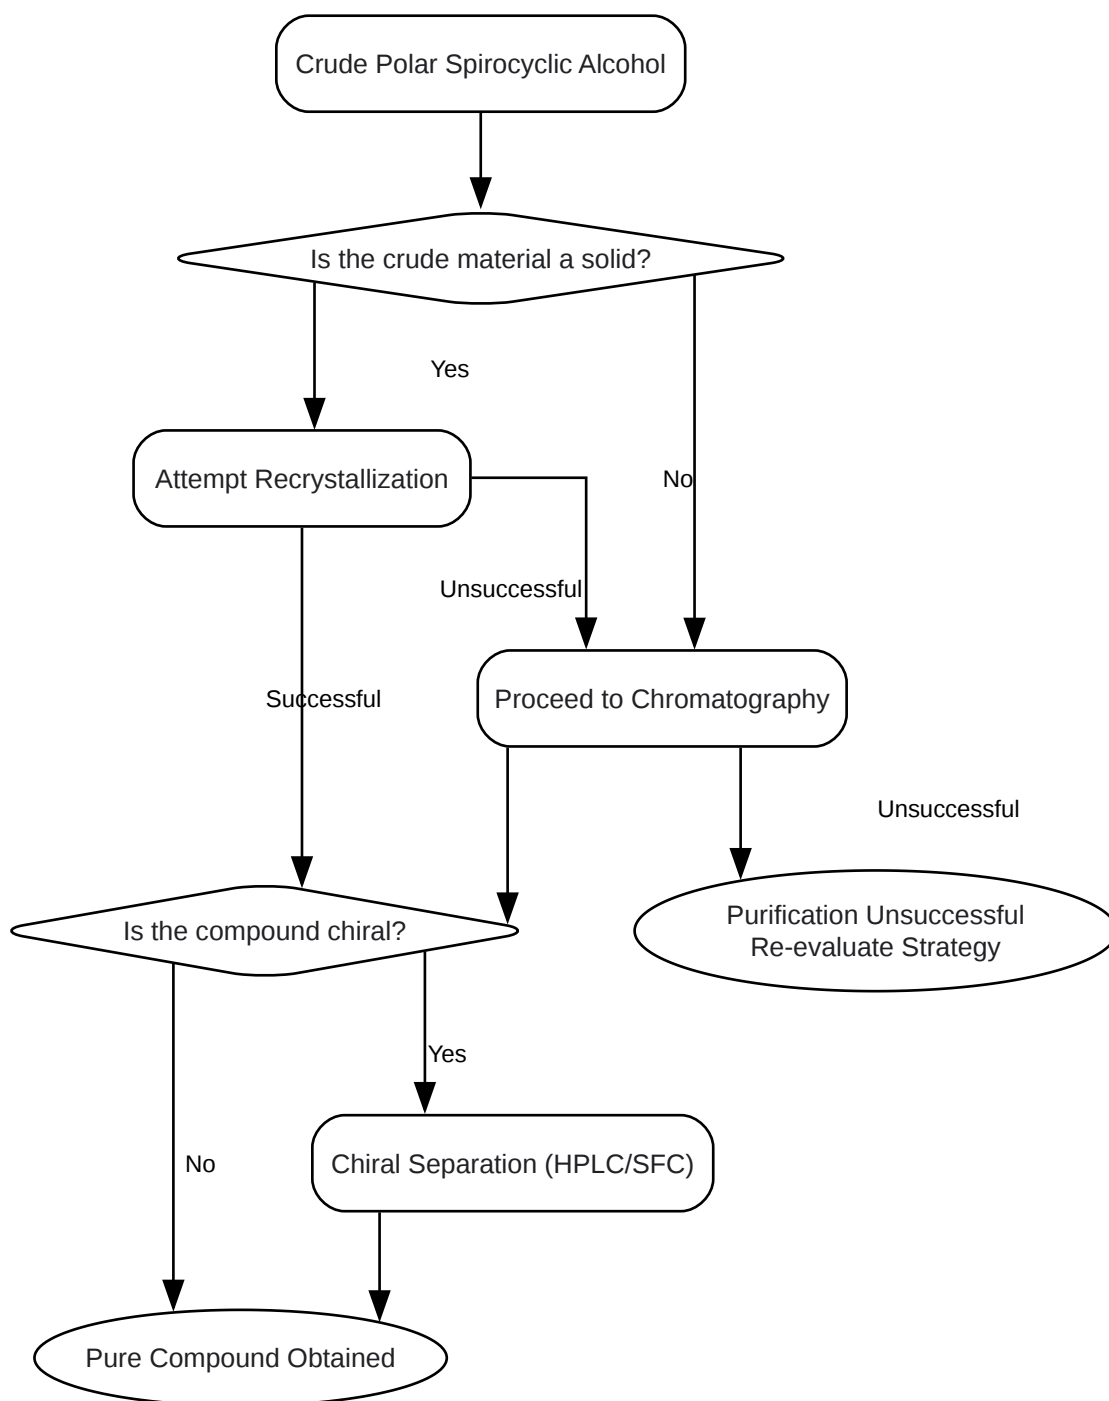 Crude Polar Spirocyclic Alcohol
Is the crude material a solid?
Yes
Attempt Recrystallization
No
Unsuccessful
Successful
Proceed to Chromatography
Unsuccessful
Is the compound chiral?
Purification Unsuccessful
Re-evaluate Strategy
Yes
No
Chiral Separation (HPLC/SFC)
Pure Compound Obtained